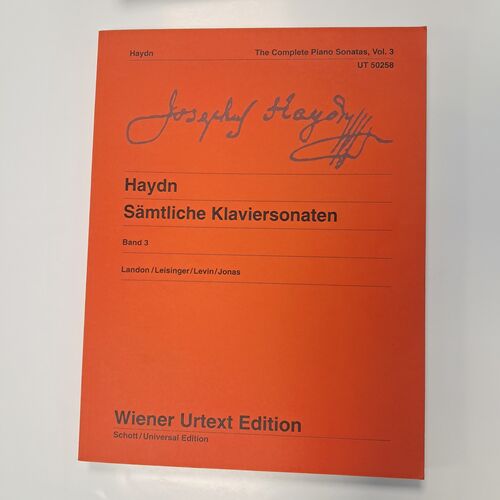 Haydn
The Complete Piano Sonatas, Vol. 3
UT 50258
Joseph Haydn
Haydn
Sämtliche Klaviersonaten
Band 3
Landon/Leisinger/Levin/Jonas
Wiener Urtext Edition
Schott/Universal Edition